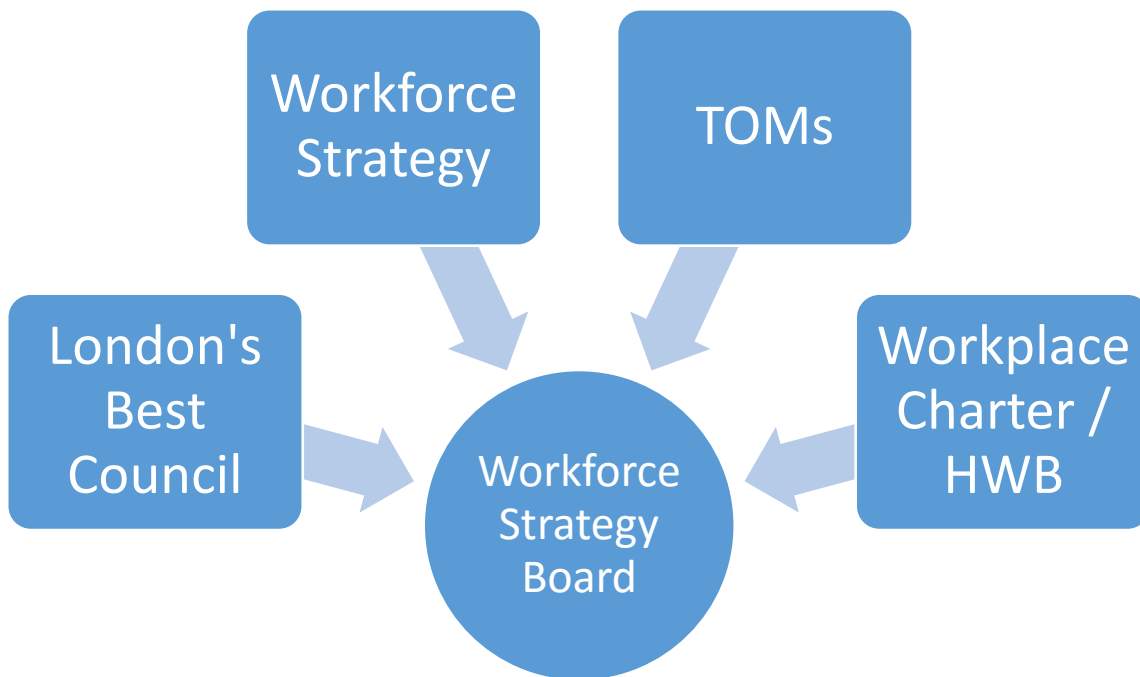 Workforce
Strategy
TOMs
London's
Best
Council
Workplace
Charter /
HWB
Workforce
Strategy
Board